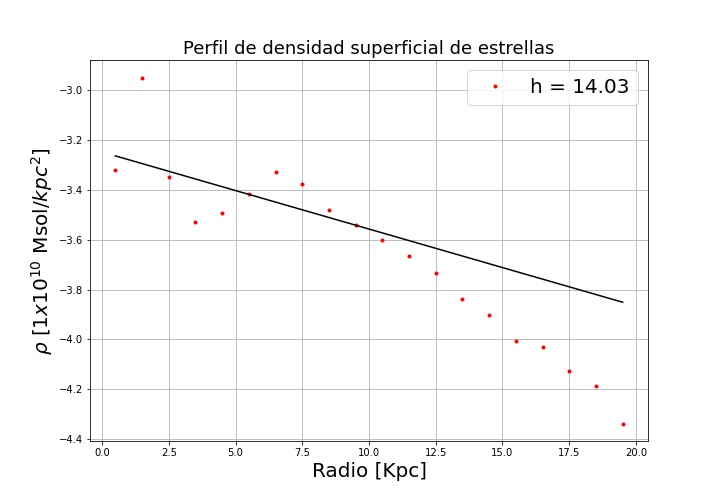 Perfil de densidad superficial de estrellas
h = 14.03
−3.0
−3.2
−3.4
−3.6
−3.8
−4.0
−4.2
−4.4
ρ [1x10¹⁰ Msol/kpc²]
0.0 2.5 5.0 7.5 10.0 12.5 15.0 17.5 20.0
Radio [Kpc]